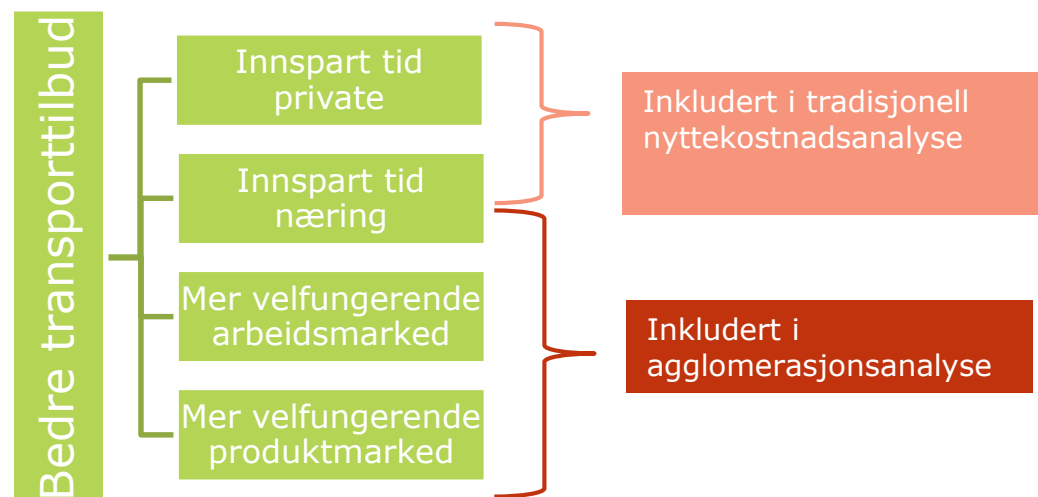 Bedre transporttilbud
Innspart tid
private
Innspart tid
næring
Mer velfungerende
arbeidsmarked
Mer velfungerende
produktmarked
Inkludert i tradisjonell
nyttekostnadsanalyse
Inkludert i
agglomerasjonsanalyse